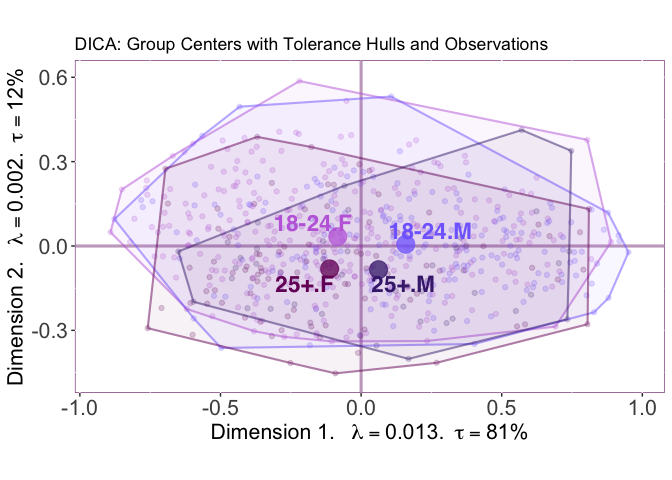 DICA: Group Centers with Tolerance Hulls and Observations
0.6
0.3
0.0
-0.3
Dimension 2. λ = 0.002. τ = 12%
18-24.F
18-24.M
25+.F
25+.M
-1.0 -0.5 0.0 0.5 1.0
Dimension 1. λ = 0.013. τ = 81%